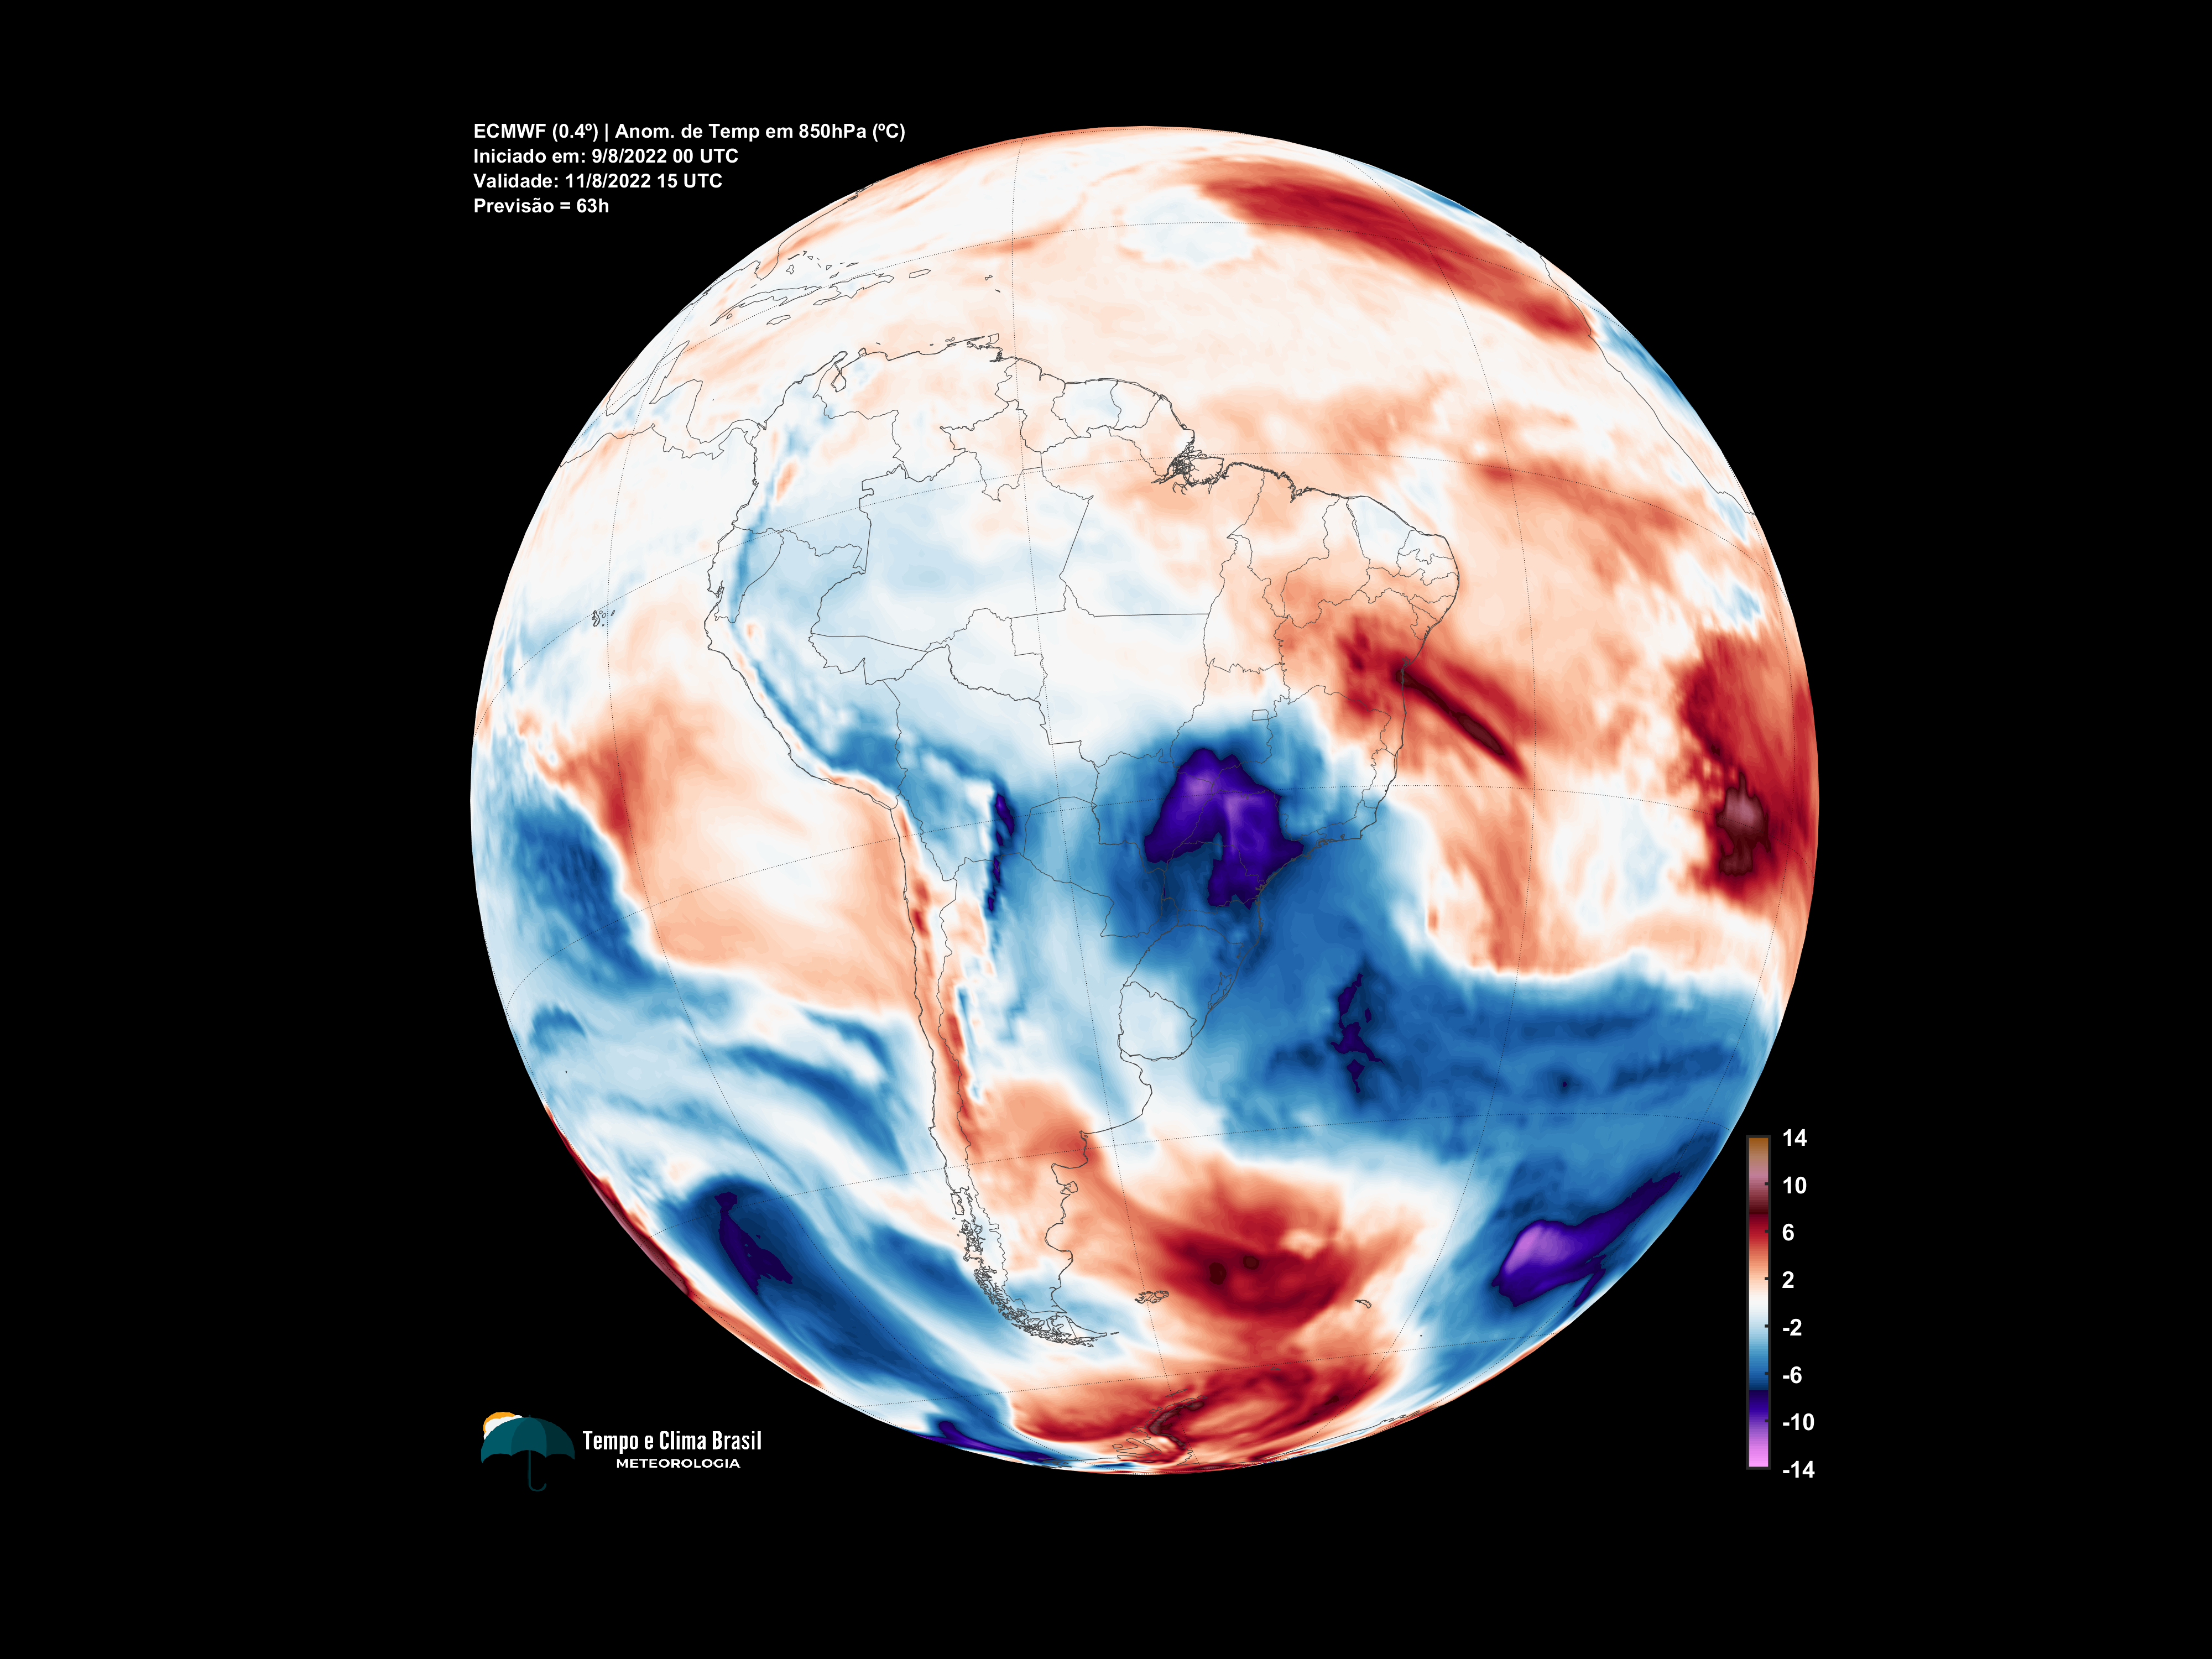 ECMWF (0.4º) | Anom. de Temp em 850hPa (ºC)
Iniciado em: 9/8/2022 00 UTC
Validade: 11/8/2022 15 UTC
Previsão = 63h
14
10
6
2
-2
-6
-10
-14
Tempo e Clima Brasil
METEOROLOGIA